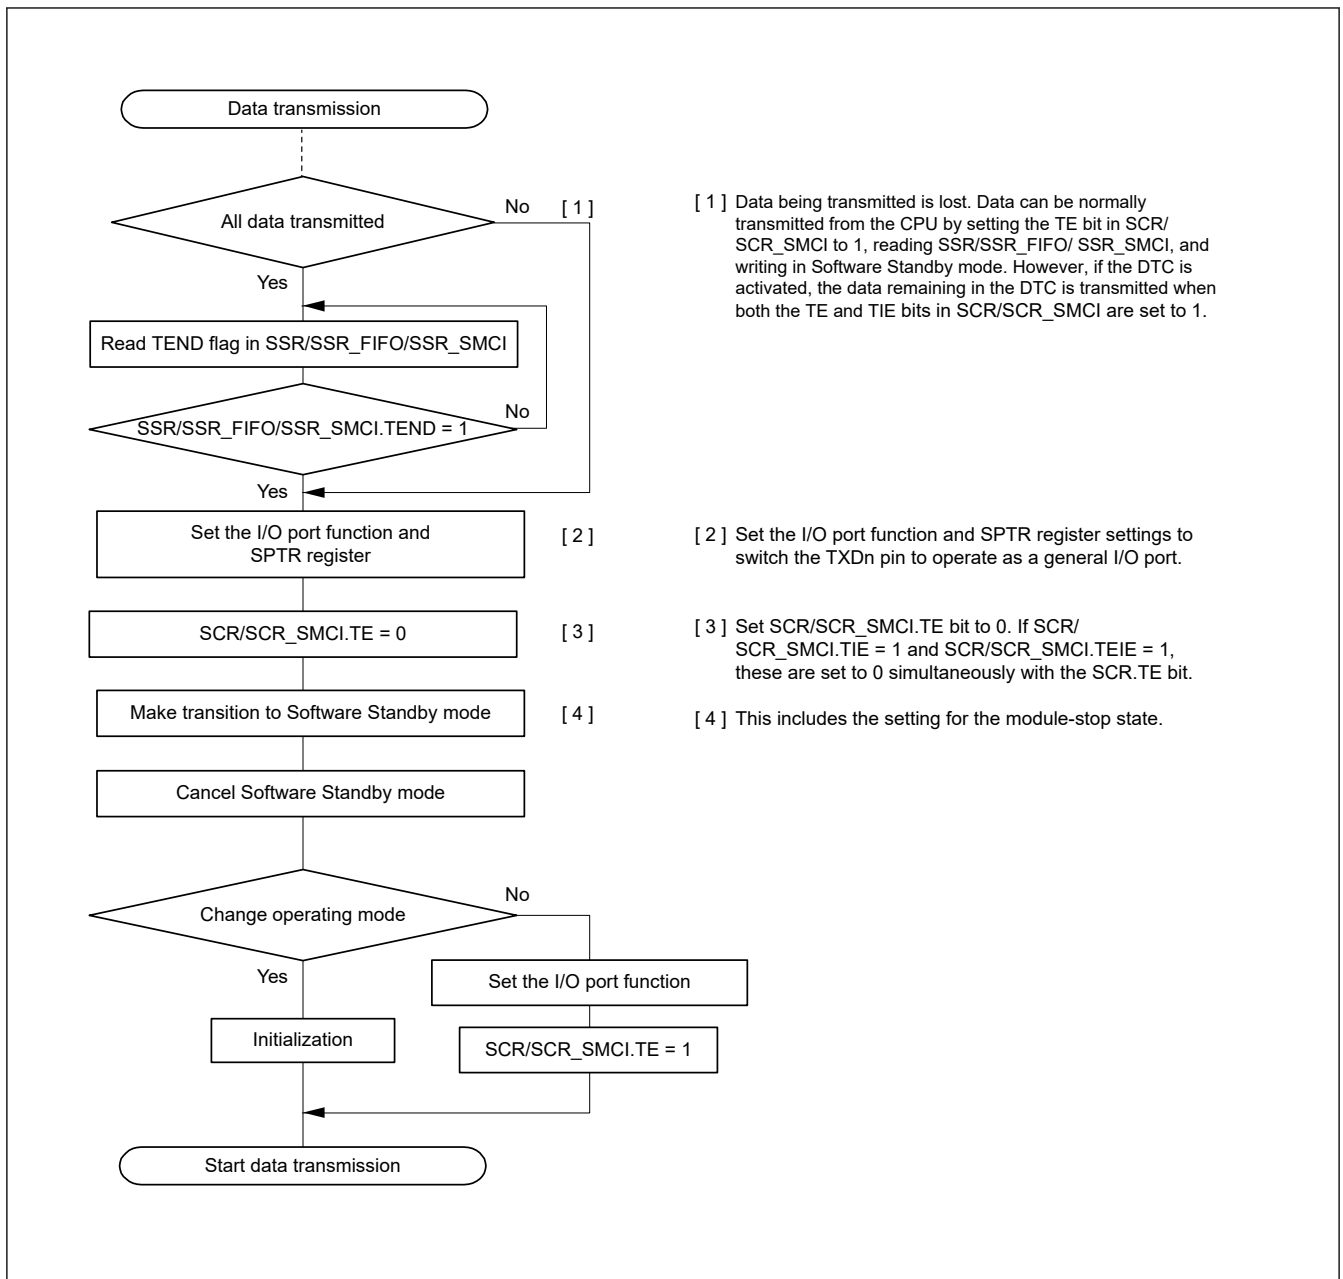 Data transmission
All data transmitted
No
[ 1 ]
Yes
Read TEND flag in SSR/SSR_FIFO/SSR_SMCI
SSR/SSR_FIFO/SSR_SMCI.TEND = 1
No
Yes
Set the I/O port function and
SPTR register
[ 2 ]
SCR/SCR_SMCI.TE = 0
[ 3 ]
Make transition to Software Standby mode
[ 4 ]
Cancel Software Standby mode
Change operating mode
No
Yes
Set the I/O port function
Initialization
SCR/SCR_SMCI.TE = 1
Start data transmission
[ 1 ] Data being transmitted is lost. Data can be normally
transmitted from the CPU by setting the TE bit in SCR/
SCR_SMCI to 1, reading SSR/SSR_FIFO/ SSR_SMCI, and
writing in Software Standby mode. However, if the DTC is
activated, the data remaining in the DTC is transmitted when
both the TE and TIE bits in SCR/SCR_SMCI are set to 1.
[ 2 ] Set the I/O port function and SPTR register settings to
switch the TXDn pin to operate as a general I/O port.
[ 3 ] Set SCR/SCR_SMCI.TE bit to 0. If SCR/
SCR_SMCI.TIE = 1 and SCR/SCR_SMCI.TEIE = 1,
these are set to 0 simultaneously with the SCR.TE bit.
[ 4 ] This includes the setting for the module-stop state.